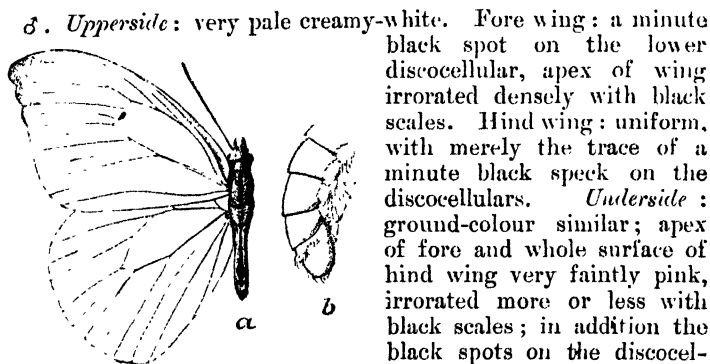 ♂. Upperside: very pale creamy-white. Fore wing: a minute
black spot on the lower
discocellular, apex of wing
irrorated densely with black
scales. Hind wing: uniform,
with merely the trace of a
minute black speck on the
discocellulars. Underside:
ground-colour similar; apex
of fore and whole surface of
hind wing very faintly pink,
irrorated more or less with
black scales; in addition the
black spots on the discocel-
a
b